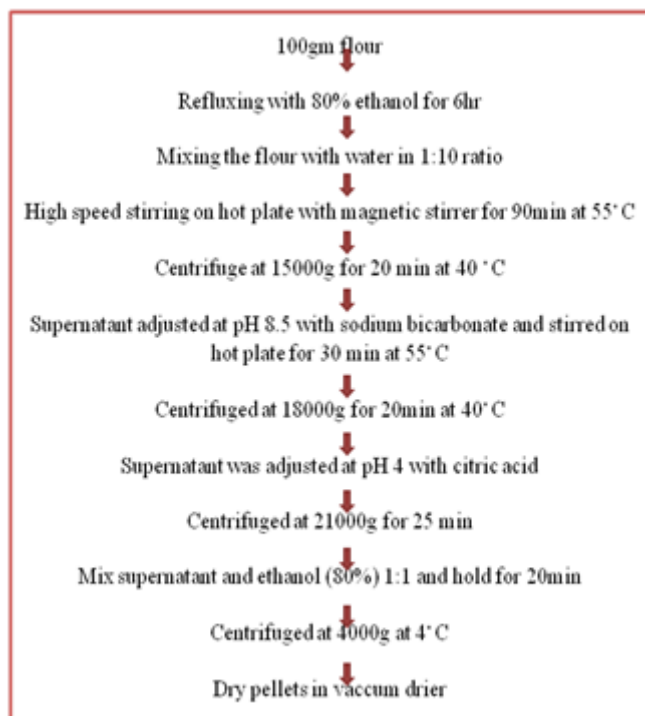 100gm flour
Refluxing with 80% ethanol for 6hr
Mixing the flour with water in 1:10 ratio
High speed stirring on hot plate with magnetic stirrer for 90min at 55˚C
Centrifuge at 15000g for 20 min at 40 ˚C
Supernatant adjusted at pH 8.5 with sodium bicarbonate and stirred on
hot plate for 30 min at 55˚C
Centrifuged at 18000g for 20min at 40˚C
Supernatant was adjusted at pH 4 with citric acid
Centrifuged at 21000g for 25 min
Mix supernatant and ethanol (80%) 1:1 and hold for 20min
Centrifuged at 4000g at 4˚C
Dry pellets in vaccum drier